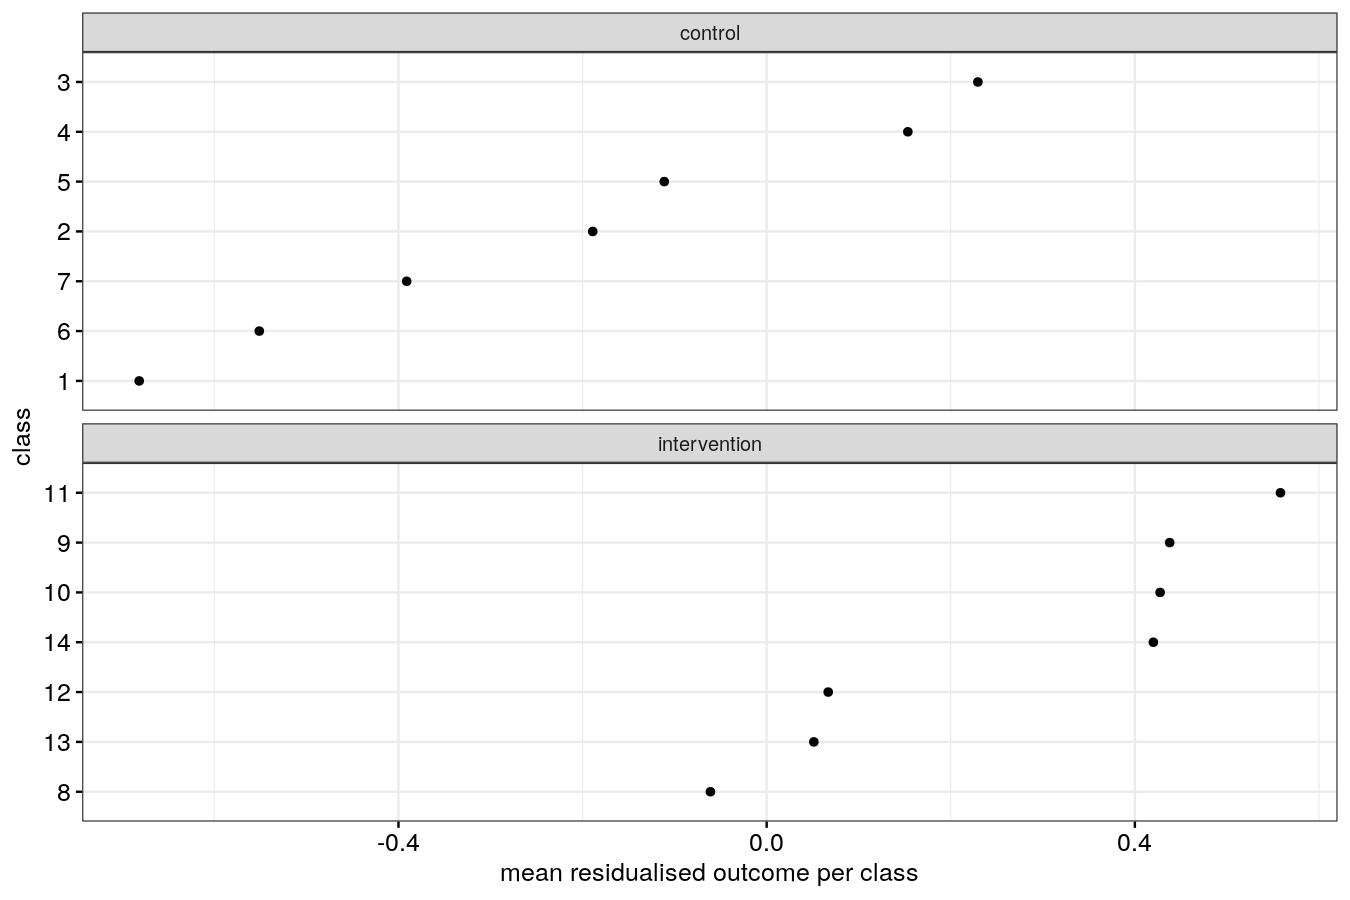 control
3
4
5
2
7
6
1
class
intervention
11
9
10
14
12
13
8
-0.4 0.0 0.4
mean residualised outcome per class